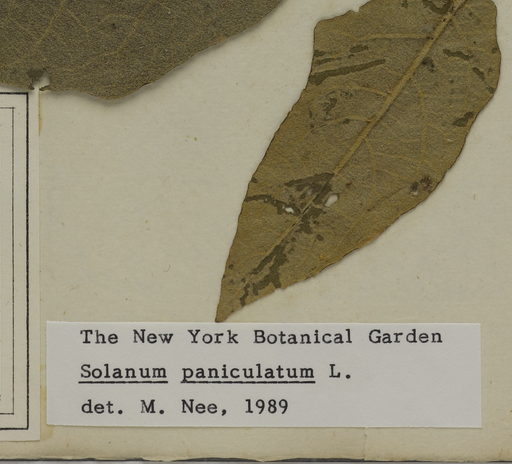 The New York Botanical Garden
Solanum paniculatum L.
det. M. Nee, 1989